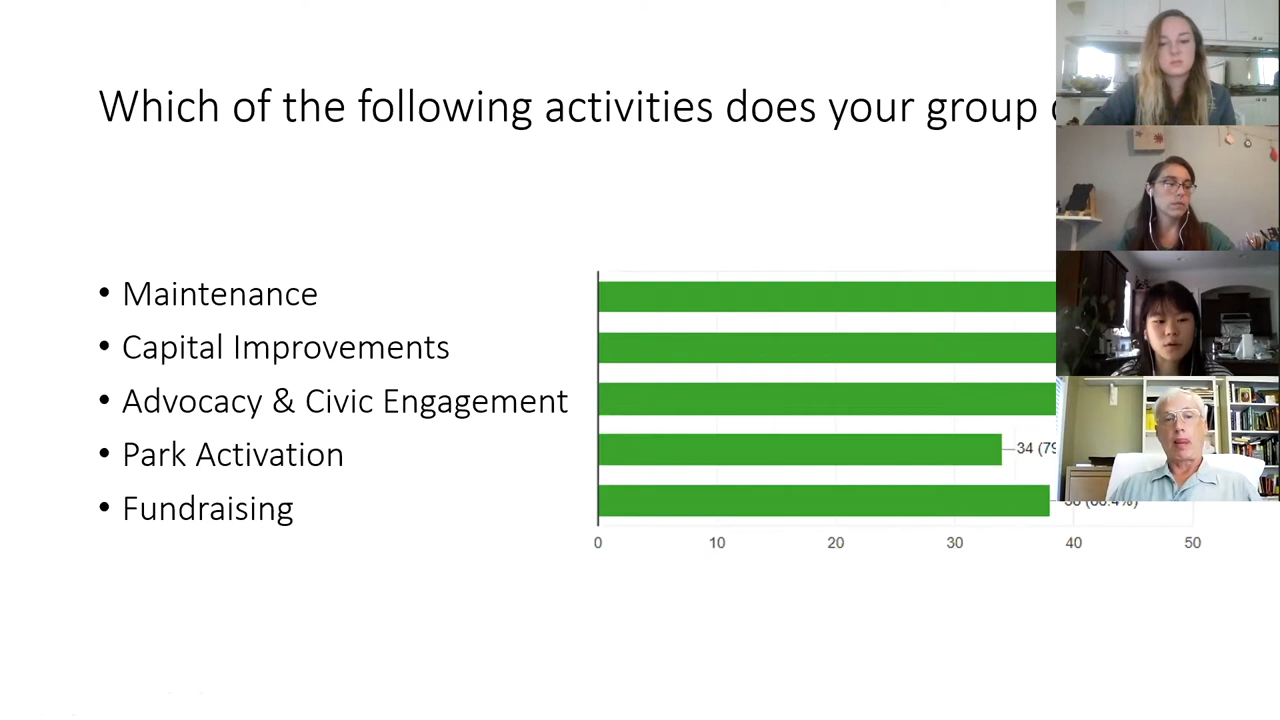 Which of the following activities does your group
• Maintenance
• Capital Improvements
• Advocacy & Civic Engagement
• Park Activation
• Fundraising
34 (79
0 10 20 30 40 50